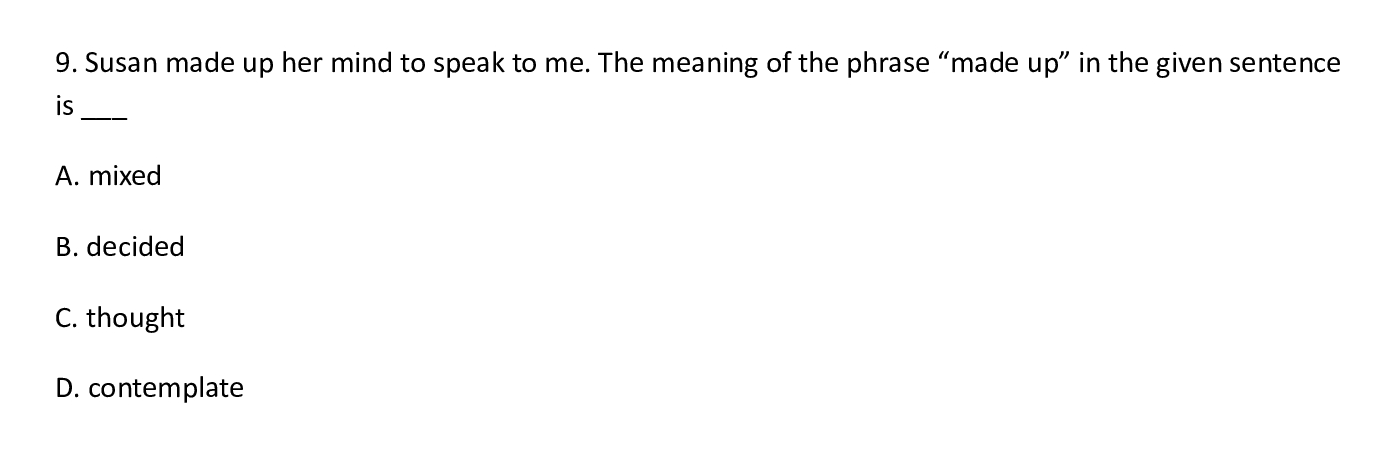 9. Susan made up her mind to speak to me. The meaning of the phrase “made up” in the given sentence
is ___
A. mixed
B. decided
C. thought
D. contemplate